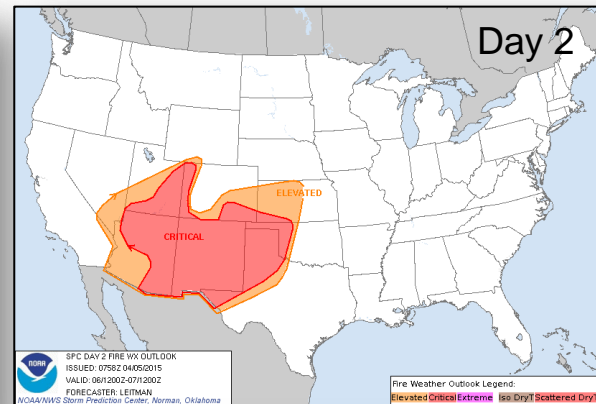 Day 2
ELEVATED
CRITICAL
NOAA
SPC DAY 2 FIRE WX OUTLOOK
ISSUED: 0758Z 04/05/2015
VALID: 06/1200Z-07/1200Z
FORECASTER: LEITMAN
NOAA/NWS Storm Prediction Center, Norman, Oklahoma
Fire Weather Outlook Legend:
Elevated Critical Extreme Iso DryT Scattered DryT